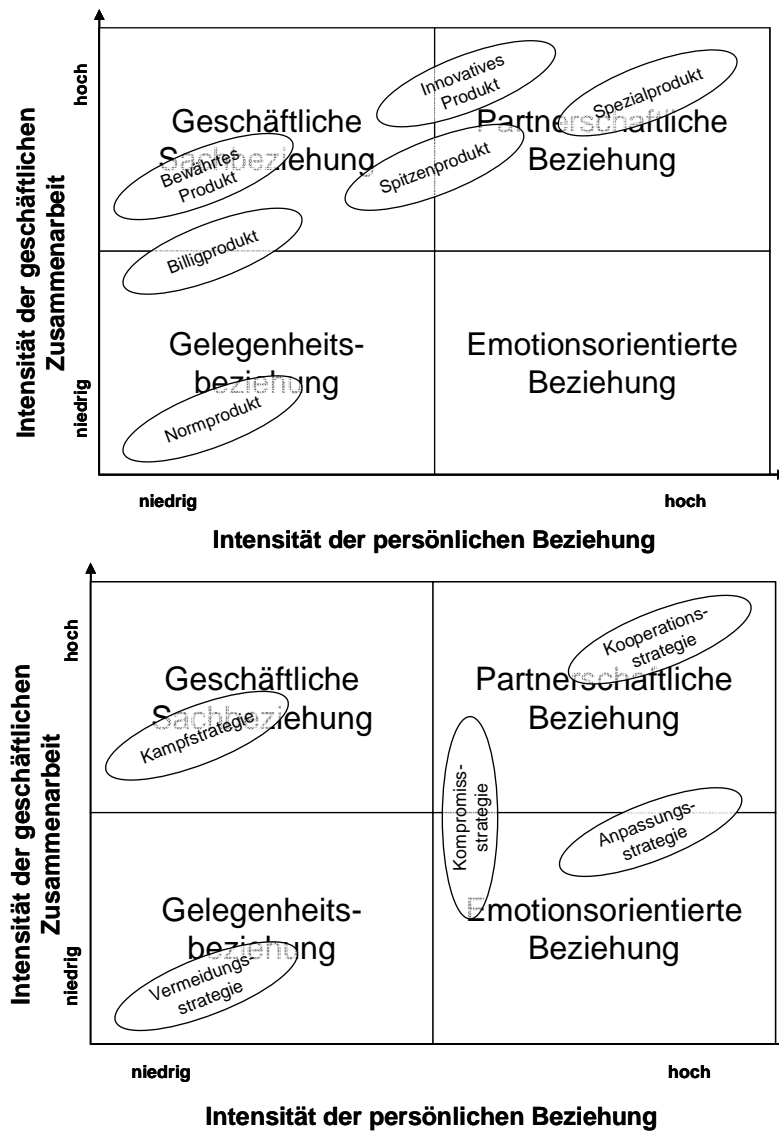 Intensität der geschäftlichen
Zusammenarbeit
hoch
niedrig
Geschäftliche
Sachbeziehung
Partnerschaftliche
Beziehung
Innovatives
Produkt
Spezialprodukt
Bewährtes
Produkt
Spitzenprodukt
Billigprodukt
Gelegenheits-
beziehung
Emotionsorientierte
Beziehung
Normprodukt
niedrig
hoch
Intensität der persönlichen Beziehung
Intensität der geschäftlichen
Zusammenarbeit
hoch
niedrig
Geschäftliche
Sachbeziehung
Partnerschaftliche
Beziehung
Kooperations-
strategie
Kampfstrategie
Kompromiss-
strategie
Anpassungs-
strategie
Gelegenheits-
beziehung
Emotionsorientierte
Beziehung
Vermeidungs-
strategie
niedrig
hoch
Intensität der persönlichen Beziehung